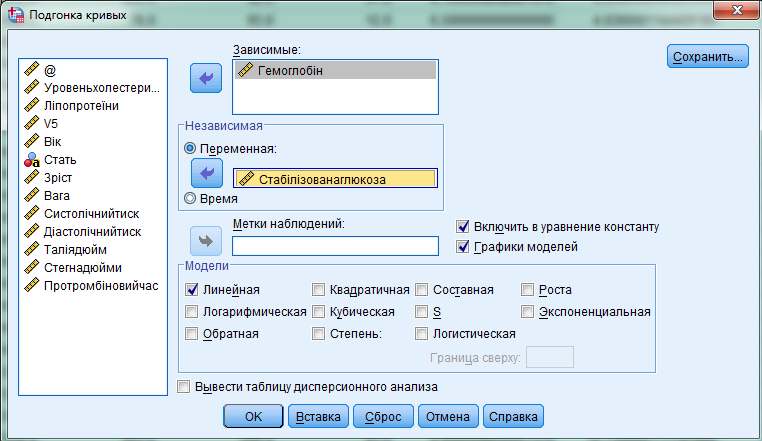 Подгонка кривых
@
Уровеньхолестери...
Ліпопротеїни
V5
Вік
Стать
Зріст
Вага
Систолічнийтиск
Діастолічнийтиск
Таліядюйм
Стегнадюйми
Протромбіновийчас
Зависимые:
Гемоглобін
Сохранить...
Независимая
Переменная:
Стабілізованаглюкоза
Время
Метки наблюдений:
Включить в уравнение константу
Графики моделей
Модели
Линейная Квадратичная Составная Роста
Логарифмическая Кубическая S Экспоненциальная
Обратная Степень: Логистическая
Граница сверху:
Вывести таблицу дисперсионного анализа
OK Вставка Сброс Отмена Справка